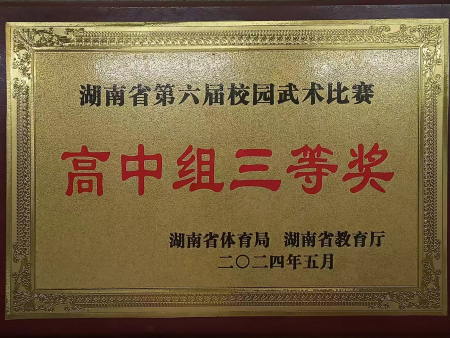 湖南省第六届校园武术比赛
高中组三等奖
湖南省体育局 湖南省教育厅
二〇二四年五月